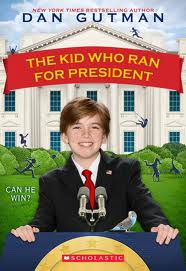 NEW YORK TIMES BESTSELLING AUTHOR
DAN GUTMAN
THE KID WHO RAN
FOR PRESIDENT
CAN HE
WIN?
SCHOLASTIC